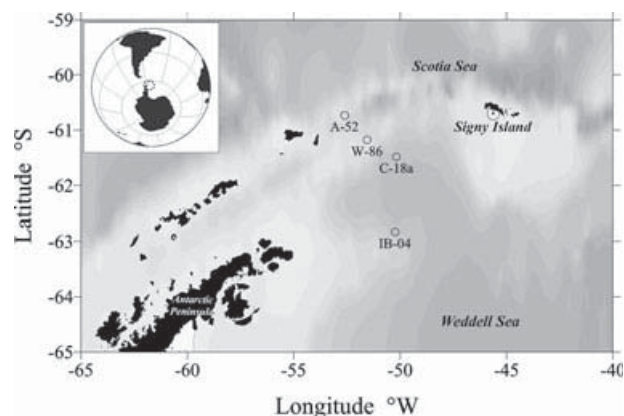 -59
-60
-61
-62
-63
-64
-65
Latitude °S
Scotia Sea
Signy Island
A-52
W-86
C-18a
IB-04
Antarctic
Peninsula
Weddell Sea
-65
-60
-55
-50
-45
-40
Longitude °W